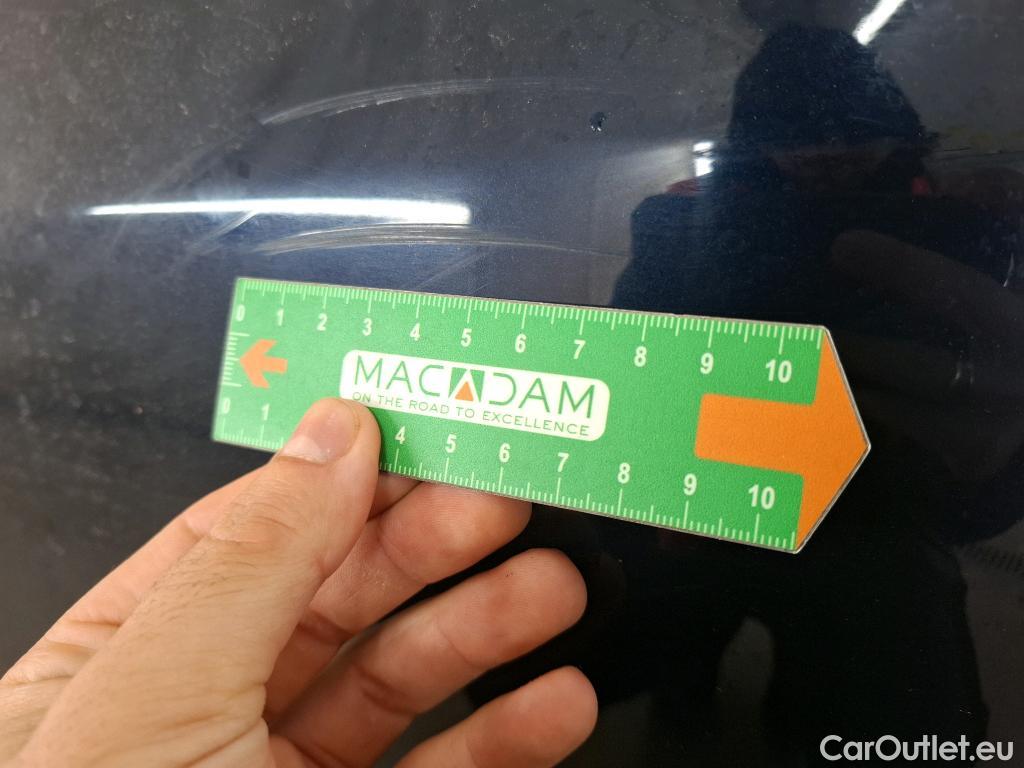 0 1 2 3 4 5 6 7 8 9 10
MACADAM
ON THE ROAD TO EXCELLENCE
0 1 4 5 6 7 8 9 10
CarOutlet.eu